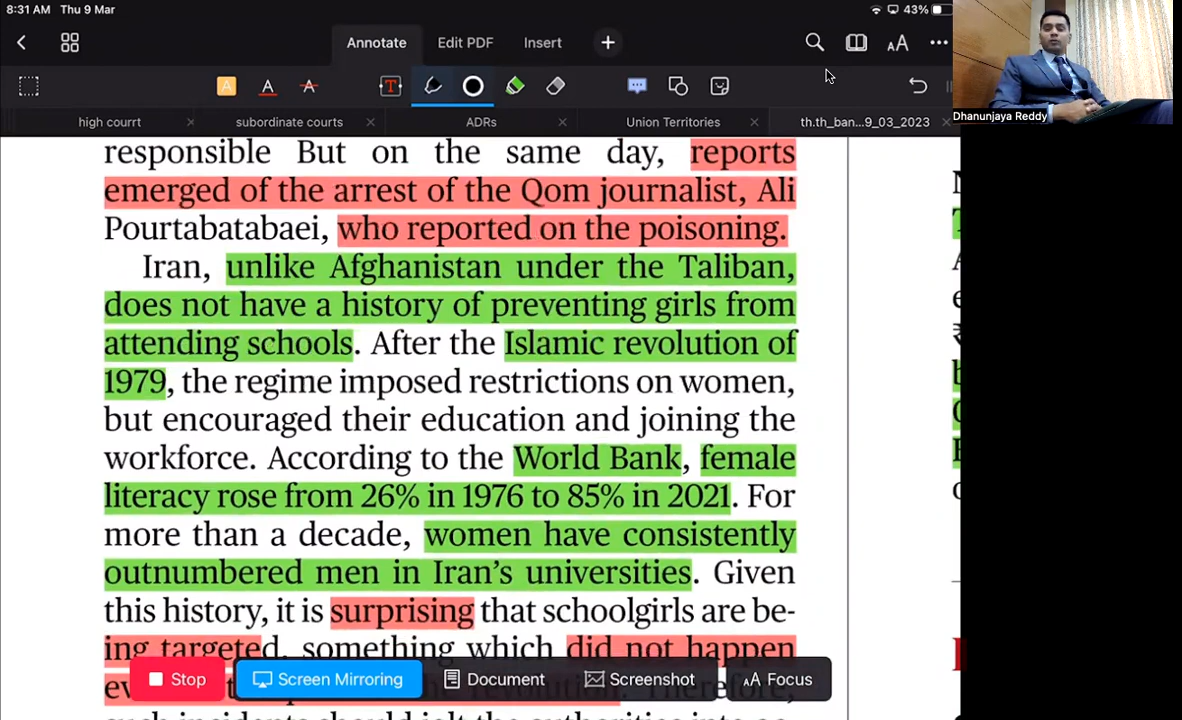 8:31 AM Thu 9 Mar
43%
Annotate
Edit PDF
Insert
Dhanunjaya Reddy
high courrt
subordinate courts
ADRs
Union Territories
th.th_ban...9_03_2023
responsible But on the same day, reports
emerged of the arrest of the Qom journalist, Ali
Pourtabatabaei, who reported on the poisoning.
Iran, unlike Afghanistan under the Taliban,
does not have a history of preventing girls from
attending schools. After the Islamic revolution of
1979, the regime imposed restrictions on women,
but encouraged their education and joining the
workforce. According to the World Bank, female
literacy rose from 26% in 1976 to 85% in 2021. For
more than a decade, women have consistently
outnumbered men in Iran's universities. Given
this history, it is surprising that schoolgirls are be-
ing targeted, something which did not happen
Stop
Screen Mirroring
Document
Screenshot
AA Focus